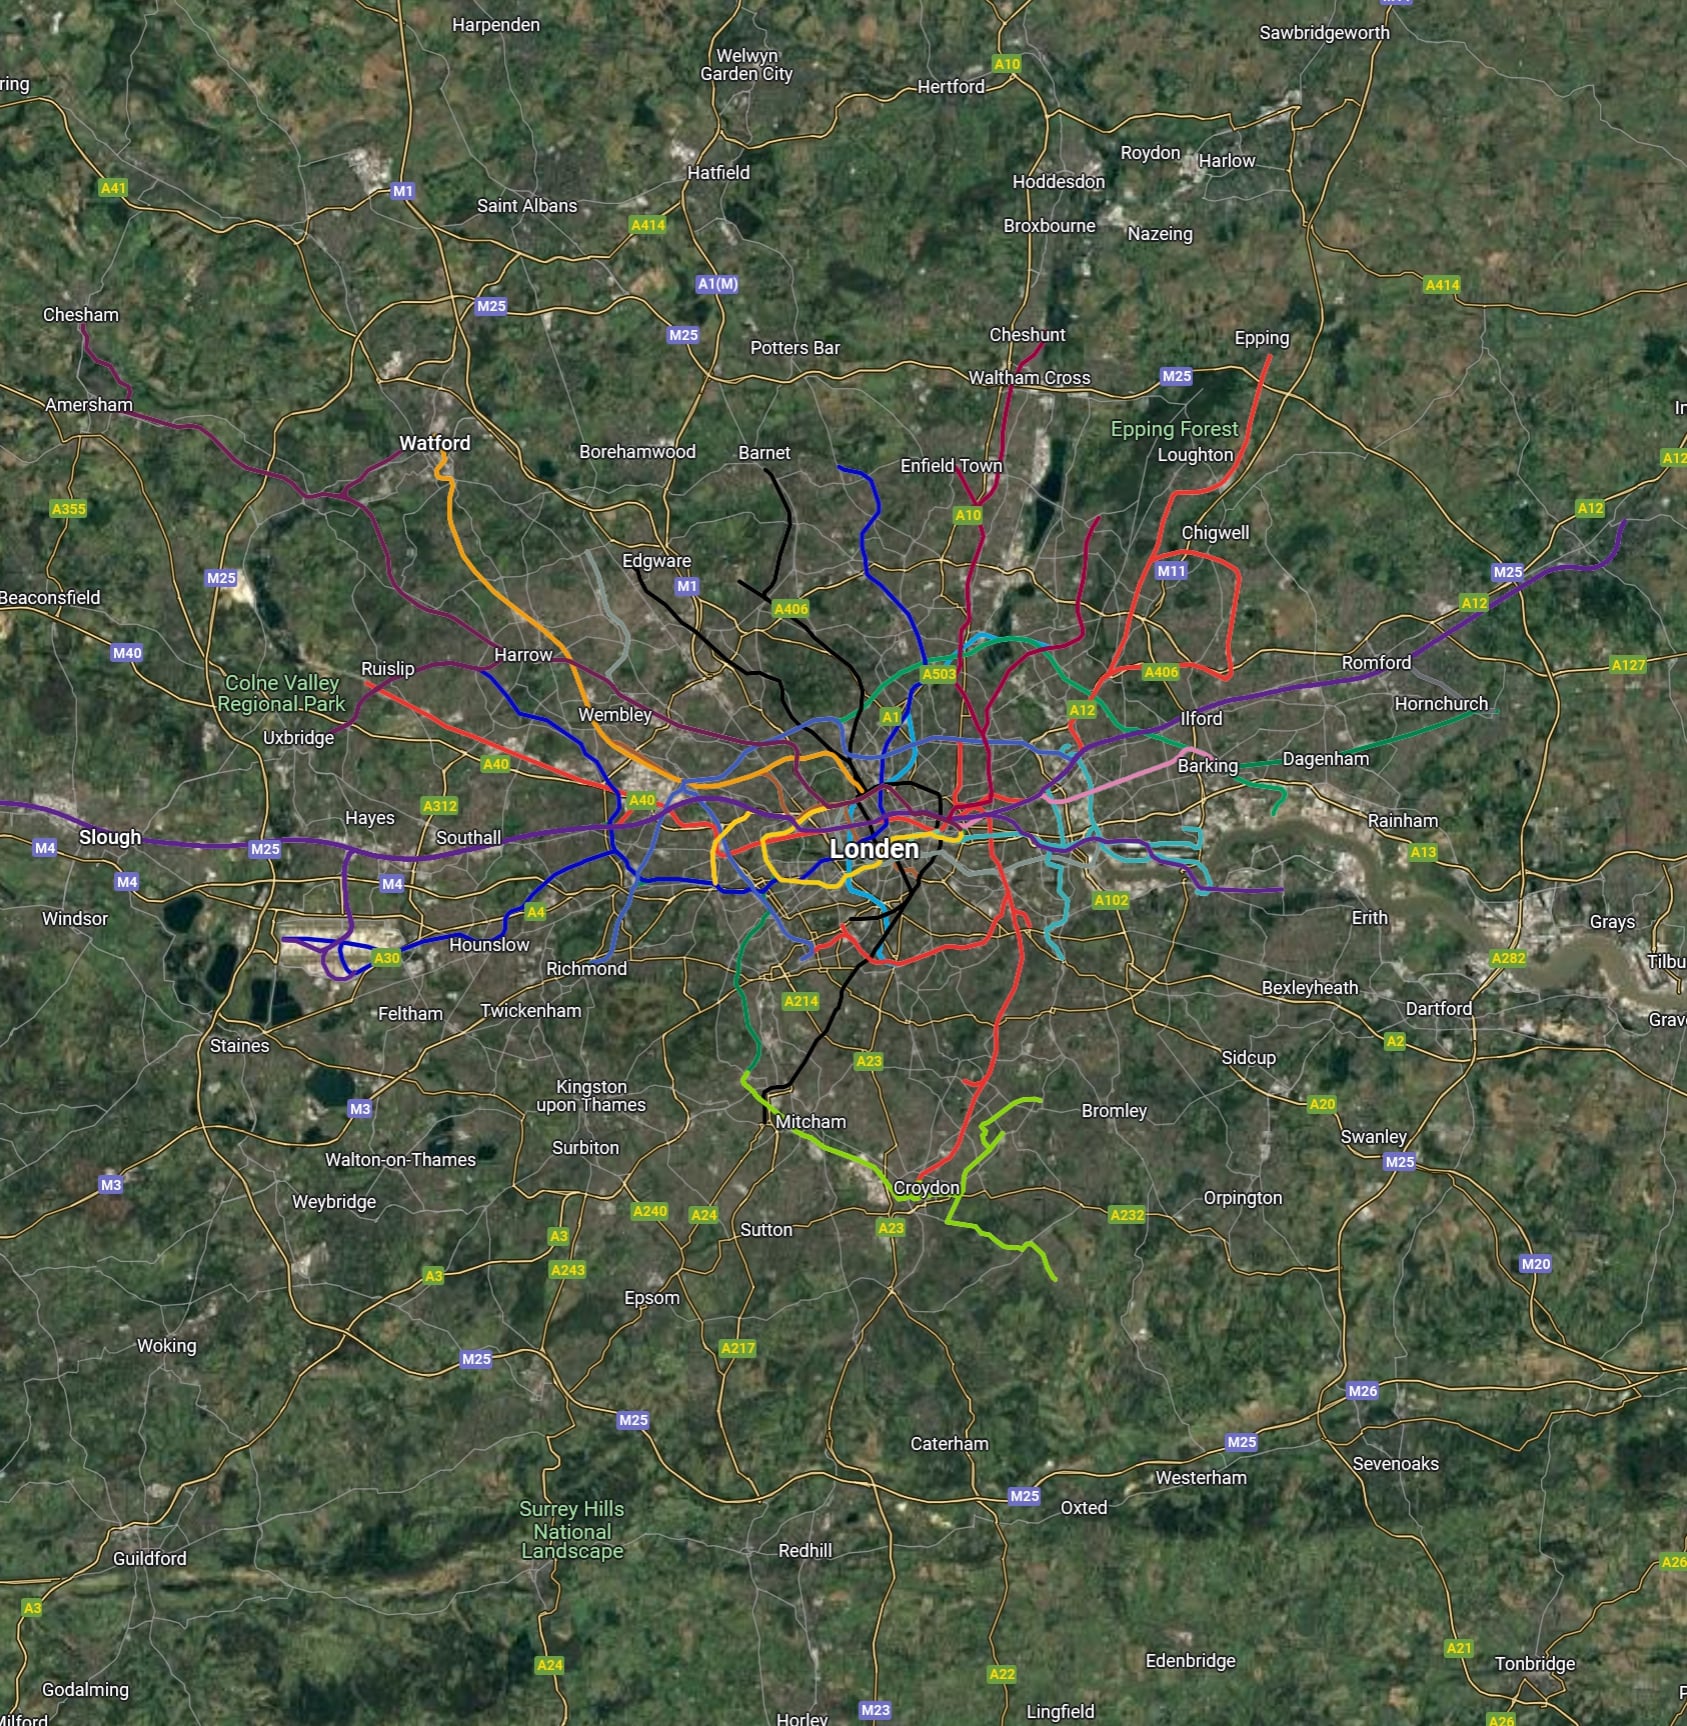 Harpenden
Sawbridgeworth
Welwyn
Garden City
A10
Hertford
A41
M1
Hatfield
Roydon
Harlow
Hoddesdon
Saint Albans
A414
Broxbourne
Nazeing
A1(M)
A414
M25
Chesham
M25
Cheshunt
Epping
Potters Bar
Waltham Cross
M25
Amersham
Epping Forest
Watford
Borehamwood
Barnet
Loughton
Enfield Town
A355
A10
A12
Chigwell
Edgware
M25
M1
M11
M25
Beaconsfield
A406
A12
M40
Harrow
Ruislip
A503
A406
Romford
A127
Colne Valley
Regional Park
Wembley
A1
A12
Ilford
Hornchurch
Uxbridge
A40
Barking
Dagenham
A312
A40
Hayes
Rainham
Slough
Southall
M4
M25
Londen
A13
M4
M4
A102
Windsor
A4
Erith
Grays
Hounslow
A30
Richmond
A282
A214
Bexleyheath
Dartford
Feltham
Twickenham
Staines
A23
Sidcup
A2
Kingston
upon Thames
M3
Mitcham
Bromley
A20
Surbiton
Swanley
Walton-on-Thames
M25
M3
Croydon
Weybridge
Orpington
A240
A24
A232
Sutton
A23
A3
A243
A3
M20
Epsom
Woking
A217
M25
M26
M25
Caterham
M25
Sevenoaks
Westerham
M25
Oxted
Surrey Hills
National
Landscape
Redhill
Guildford
A3
A21
Edenbridge
A24
A22
Tonbridge
Godalming
M23
Horley
Lingfield
A26